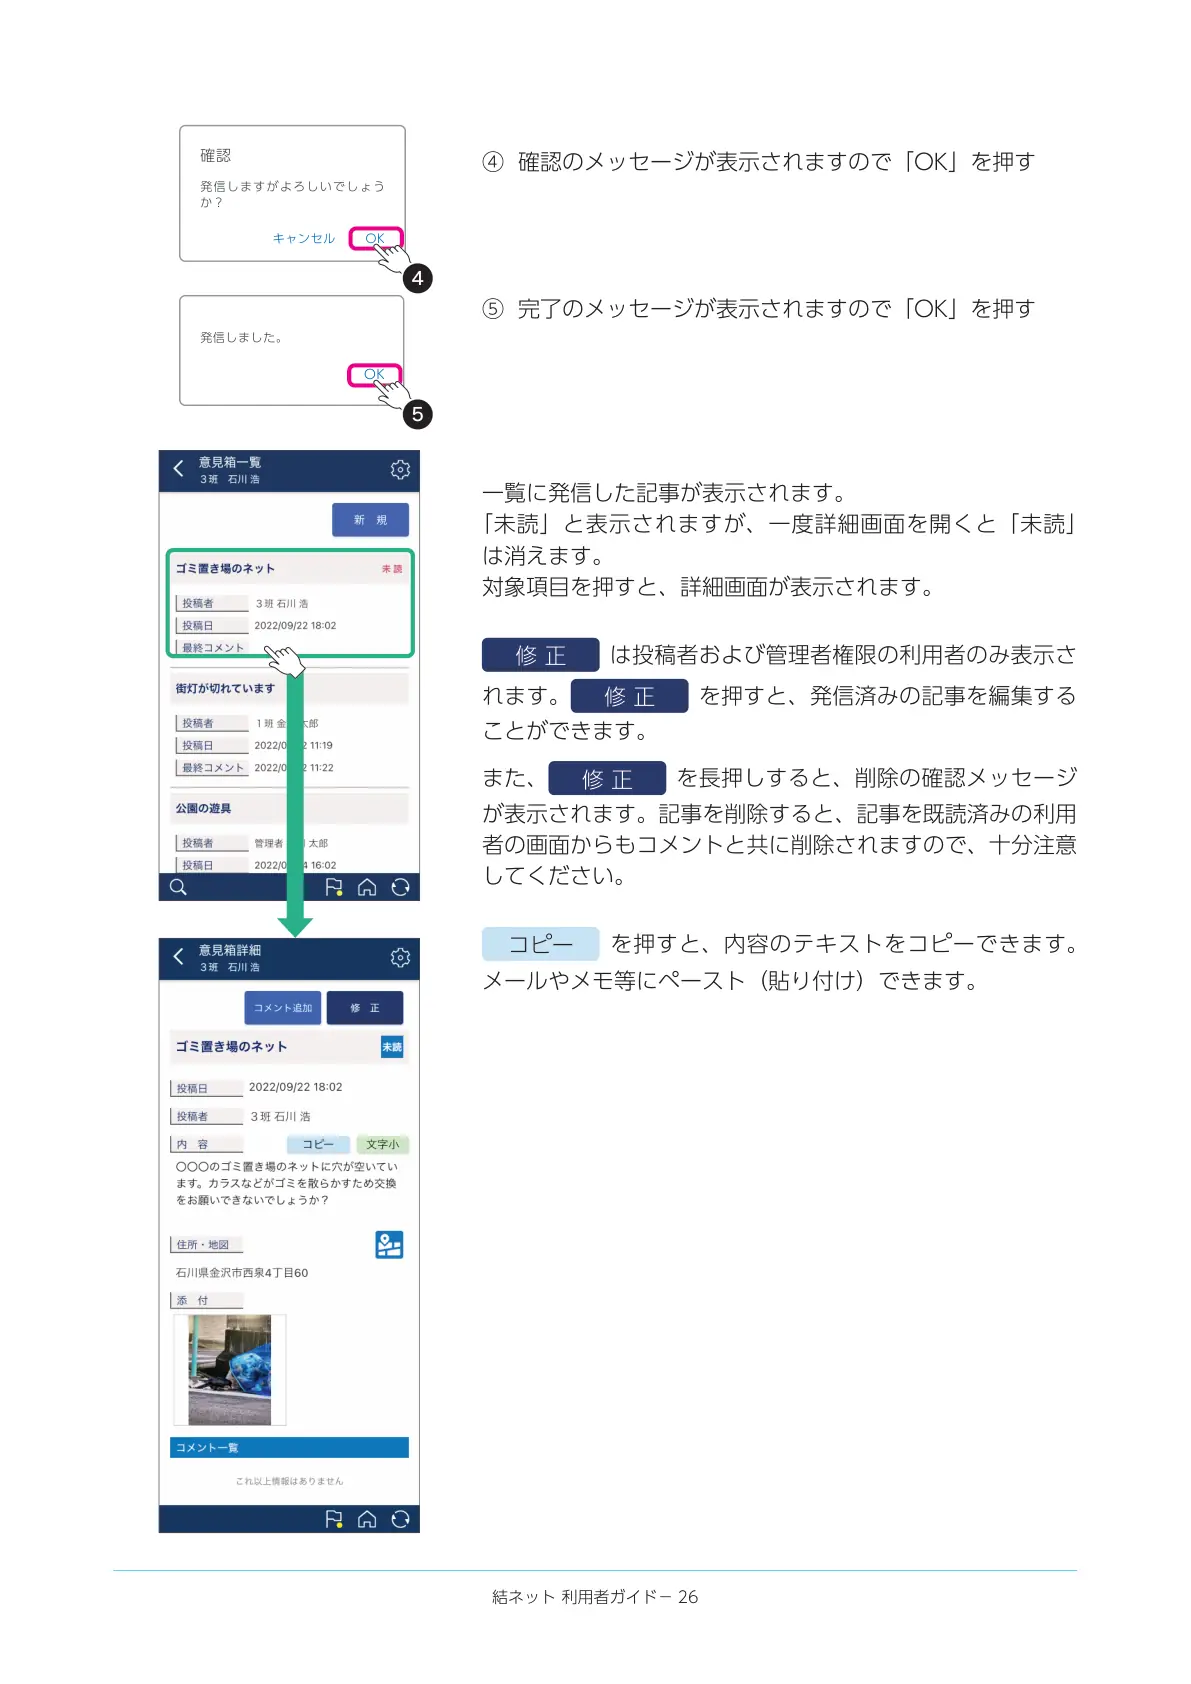 確認
発信しますがよろしいでしょう
か？
キャンセル OK
4
④ 確認のメッセージが表示されますので「OK」を押す
発信しました。
OK
5
⑤ 完了のメッセージが表示されますので「OK」を押す
意見箱一覧
３班 石川 浩
新 規
ゴミ置き場のネット 未 読
投稿者 ３班 石川 浩
投稿日 2022/09/22 18:02
最終コメント
街灯が切れています
投稿者 １班 金 太郎
投稿日 2022/0 2 11:19
最終コメント 2022/0 2 11:22
公園の遊具
投稿者 管理者 太郎
投稿日 2022/0 4 16:02
一覧に発信した記事が表示されます。
「未読」と表示されますが、一度詳細画面を開くと「未読」
は消えます。
対象項目を押すと、詳細画面が表示されます。
修 正 は投稿者および管理者権限の利用者のみ表示さ
れます。 修 正 を押すと、発信済みの記事を編集する
ことができます。
また、 修 正 を長押しすると、削除の確認メッセージ
が表示されます。記事を削除すると、記事を既読済みの利用
者の画面からもコメントと共に削除されますので、十分注意
してください。
コピー を押すと、内容のテキストをコピーできます。
メールやメモ等にペースト（貼り付け）できます。
意見箱詳細
３班 石川 浩
コメント追加 修 正
ゴミ置き場のネット 未読
投稿日 2022/09/22 18:02
投稿者 ３班 石川 浩
内 容 コピー 文字小
〇〇〇のゴミ置き場のネットに穴が空いてい
ます。カラスなどがゴミを散らかすため交換
をお願いできないでしょうか？
住所・地図
石川県金沢市西泉4丁目60
添 付
コメント一覧
これ以上情報はありません
結ネット 利用者ガイド－ 26